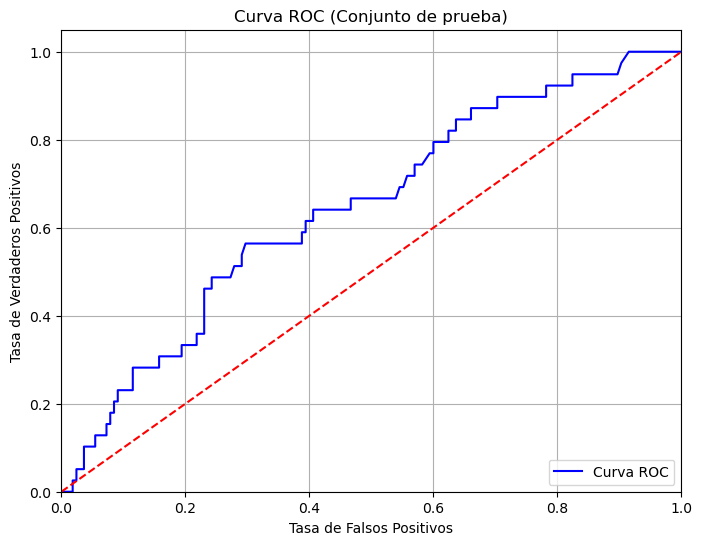 Curva ROC (Conjunto de prueba)
Tasa de Verdaderos Positivos
1.0
0.8
0.6
0.4
0.2
0.0
0.0 0.2 0.4 0.6 0.8 1.0
Tasa de Falsos Positivos
Curva ROC